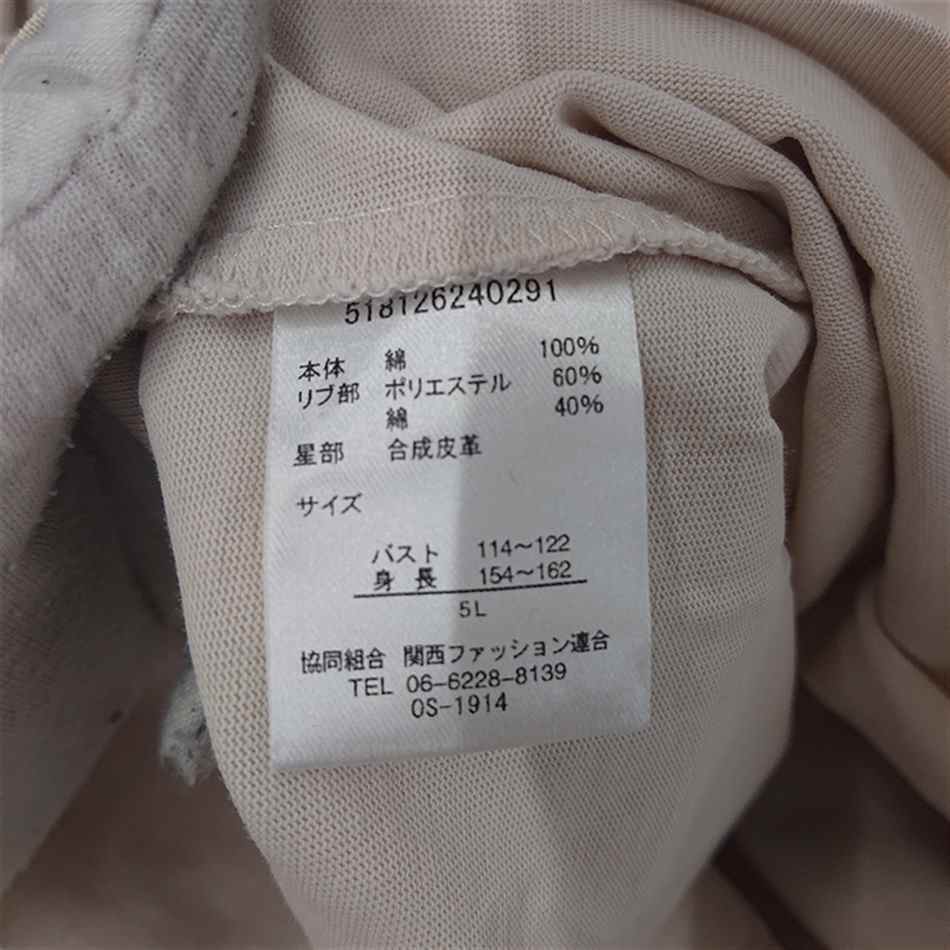 518126240291
本体 綿 100%
リブ部 ポリエステル 60%
綿 40%
星部 合成皮革
サイズ
バスト 114～122
身長 154～162
5L
協同組合 関西ファッション連合
TEL 06-6228-8139
OS-1914